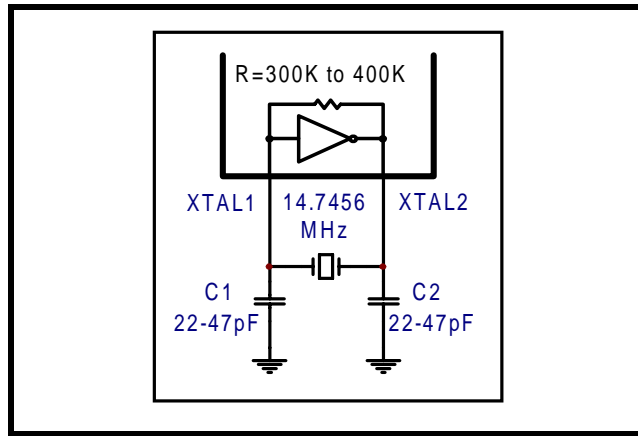 R=300K to 400K
XTAL1 14.7456 XTAL2
MHz
C1 C2
22-47pF 22-47pF